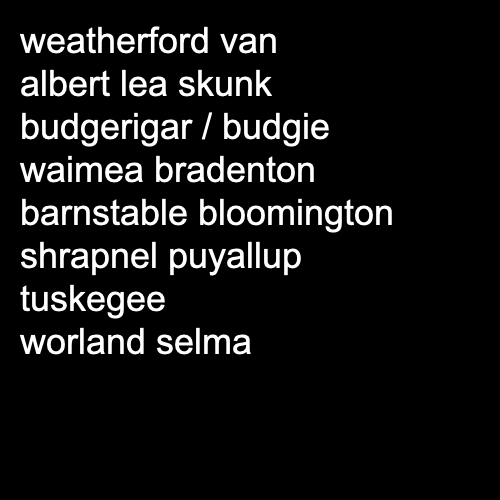 weatherford van
albert lea skunk
budgerigar / budgie
waimea bradenton
barnstable bloomington
shrapnel puyallup
tuskegee
worland selma